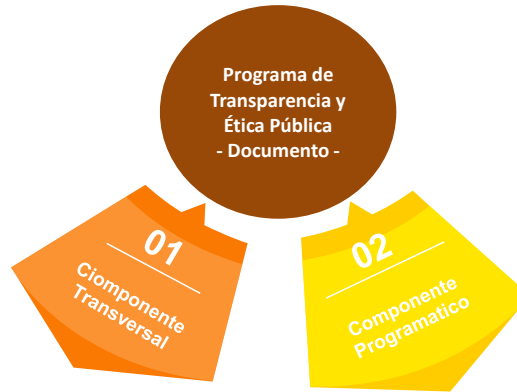 Programa de
Transparencia y
Ética Pública
- Documento -
01
Ciomponente
Transversal
02
Componente
Programatico